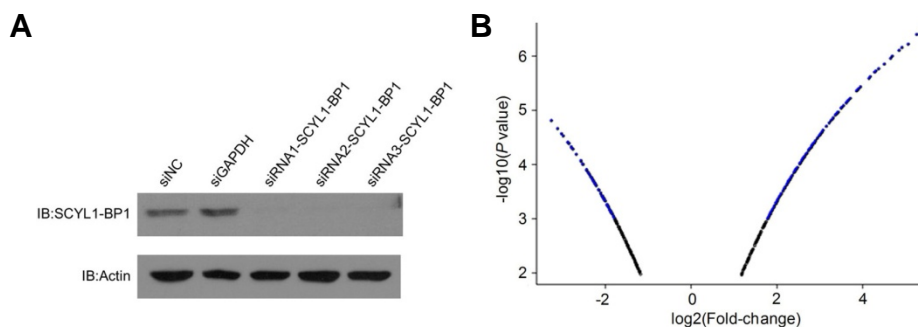 A
siNC
siGAPDH
siRNA1-SCYL1-BP1
siRNA2-SCYL1-BP1
siRNA3-SCYL1-BP1
IB:SCYL1-BP1
IB:Actin
B
6
5
4
3
2
-log10(P value)
-2
0
2
4
log2(Fold-change)